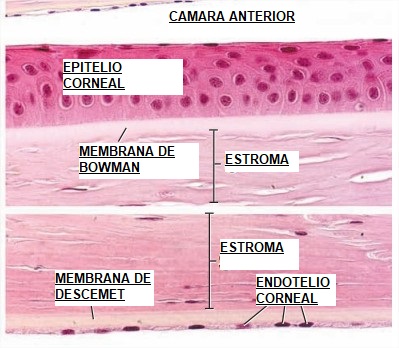 CAMARA ANTERIOR
EPITELIO
CORNEAL
MEMBRANA DE
BOWMAN
ESTROMA
ESTROMA
MEMBRANA DE
DESCEMET
ENDOTELIO
CORNEAL